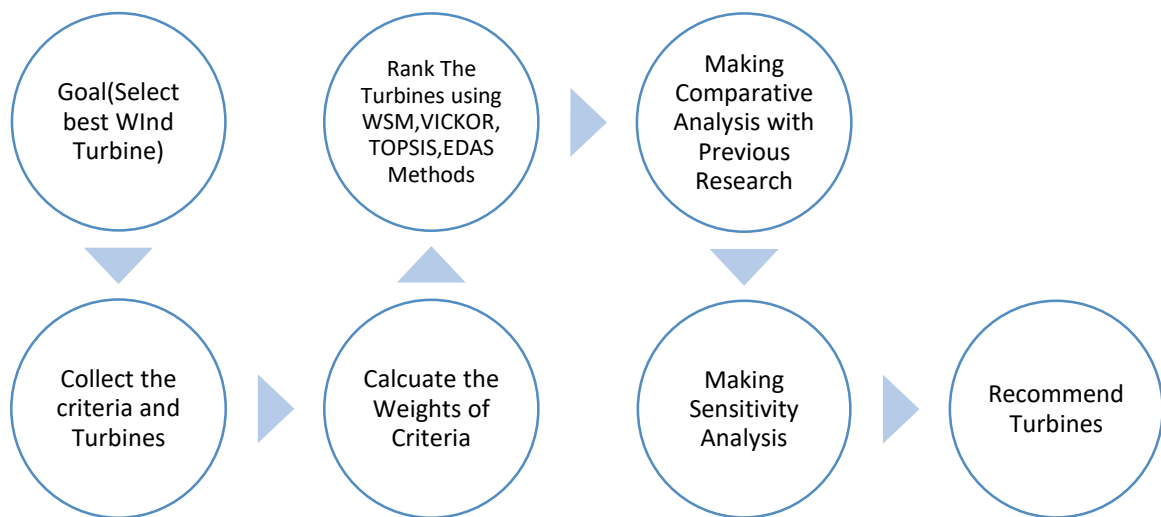 Goal(Select
best WInd
Turbine)
Collect the
criteria and
Turbines
Calcuate the
Weights of
Criteria
Rank The
Turbines using
WSM,VICKOR,
TOPSIS,EDAS
Methods
Making
Comparative
Analysis with
Previous
Research
Making
Sensitivity
Analysis
Recommend
Turbines